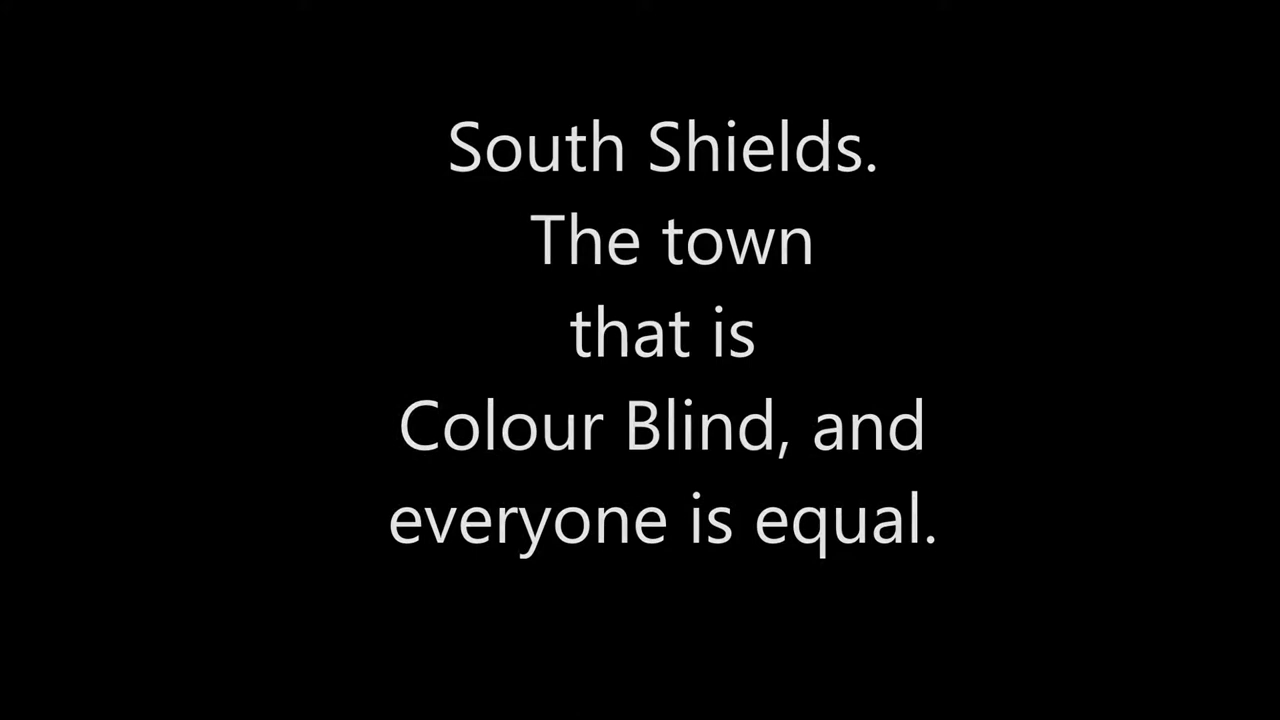 South Shields.
The town
that is
Colour Blind, and
everyone is equal.